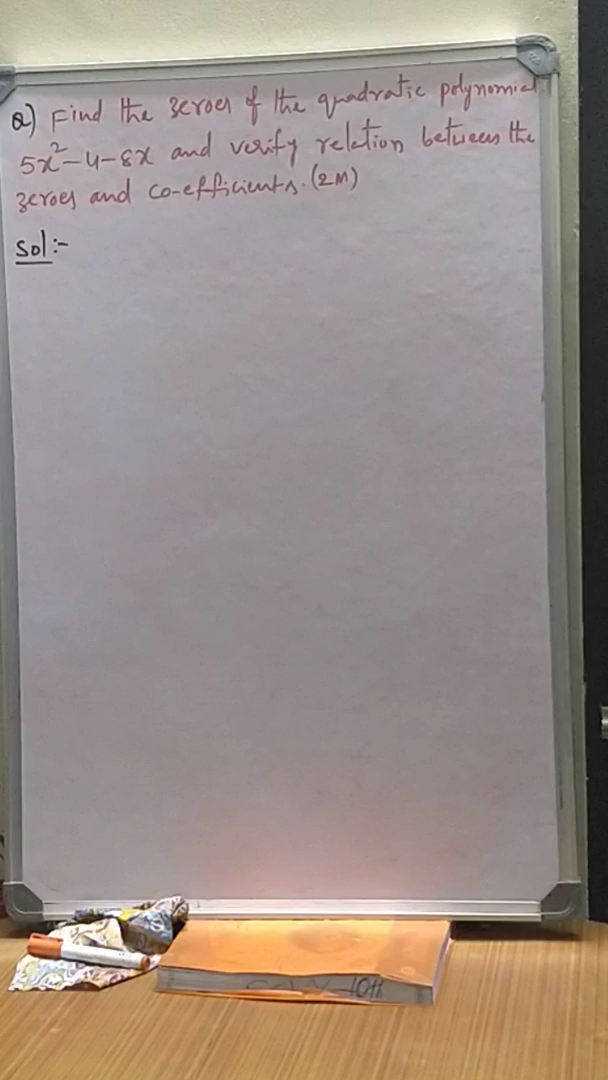 Q) Find the zeroes of the quadratic polynomial
5x²-4-8x and verify relation between the
zeroes and co-efficients. (2M)
Sol:-
10th